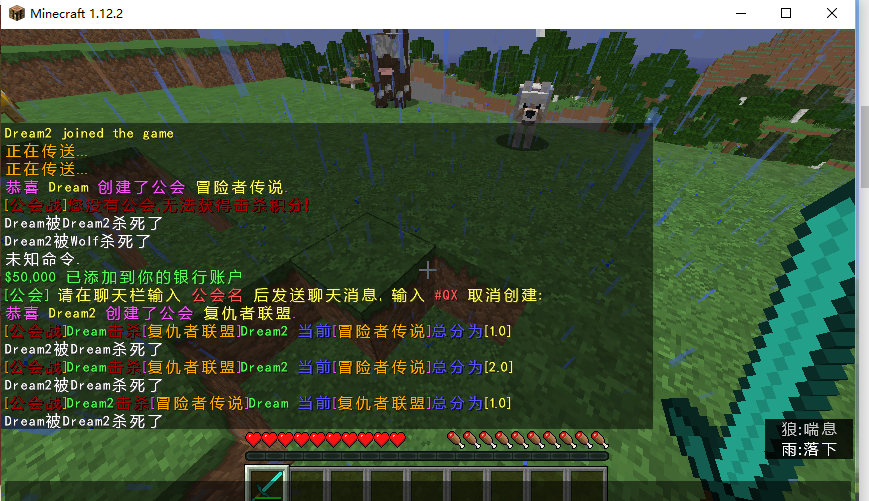 Minecraft 1.12.2
Dream2 joined the game
正在传送...
正在传送...
恭喜 Dream 创建了公会 冒险者传说.
[公会战]您没有公会,无法获得击杀积分!
Dream被Dream2杀死了
Dream2被Wolf杀死了
未知命令.
$50,000 已添加到你的银行账户
[公会] 请在聊天栏输入 公会名 后发送聊天消息, 输入 #QX 取消创建:
恭喜 Dream2 创建了公会 复仇者联盟.
[公会战]Dream击杀[复仇者联盟]Dream2 当前[冒险者传说]总分为[1.0]
Dream2被Dream杀死了
[公会战]Dream击杀[复仇者联盟]Dream2 当前[冒险者传说]总分为[2.0]
Dream2被Dream杀死了
[公会战]Dream2击杀[冒险者传说]Dream 当前[复仇者联盟]总分为[1.0]
Dream被Dream2杀死了
狼:喘息
雨:落下